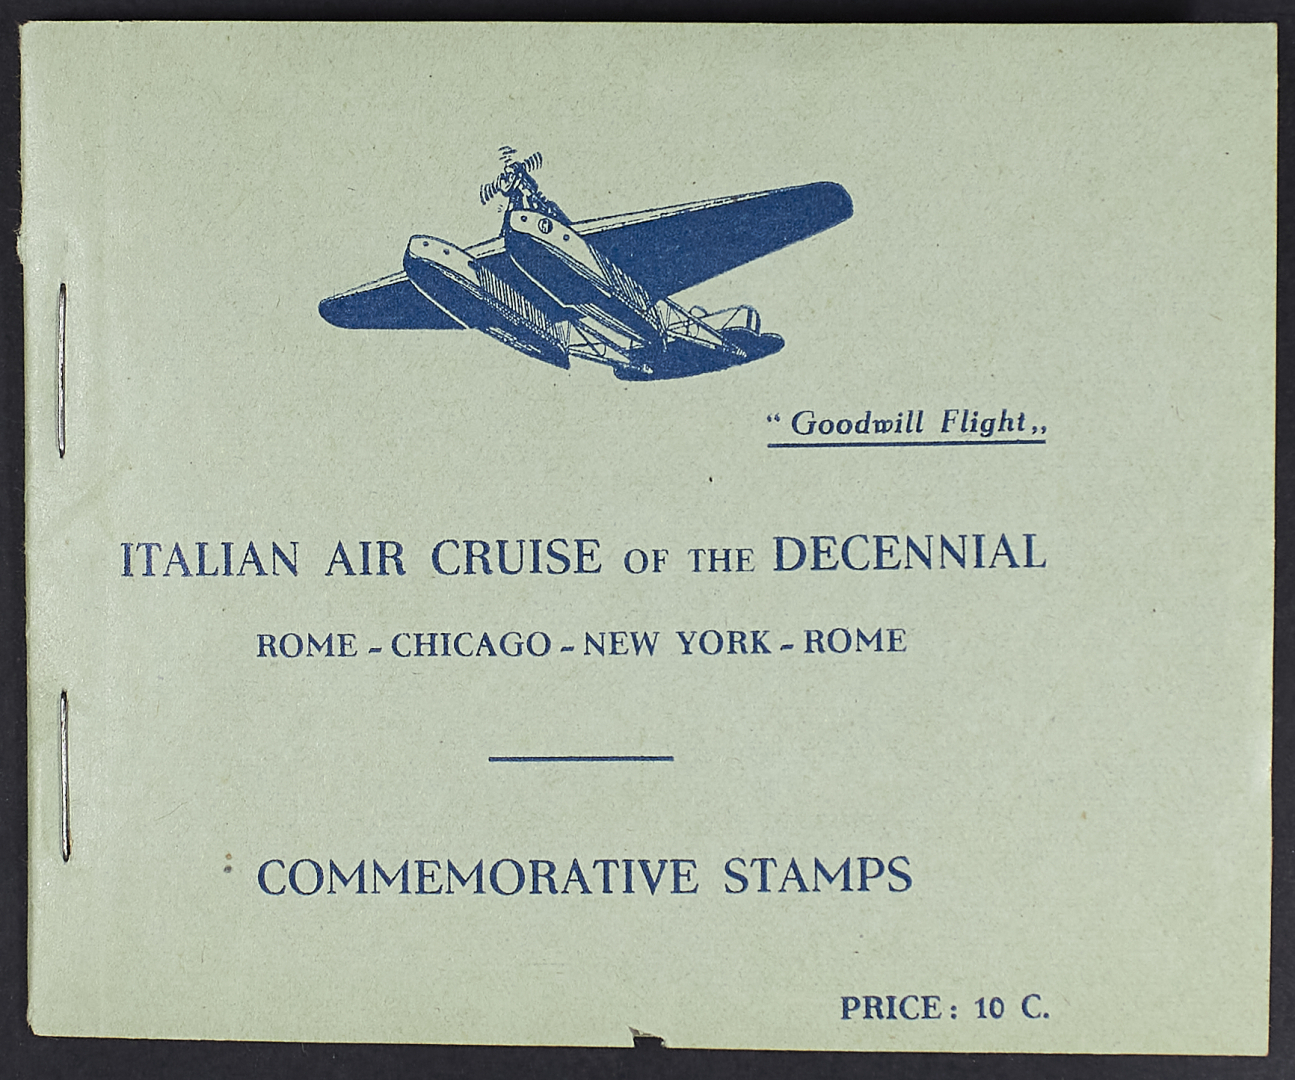 “ Goodwill Flight „
ITALIAN AIR CRUISE OF THE DECENNIAL
ROME - CHICAGO - NEW YORK - ROME
COMMEMORATIVE STAMPS
PRICE: 10 C.